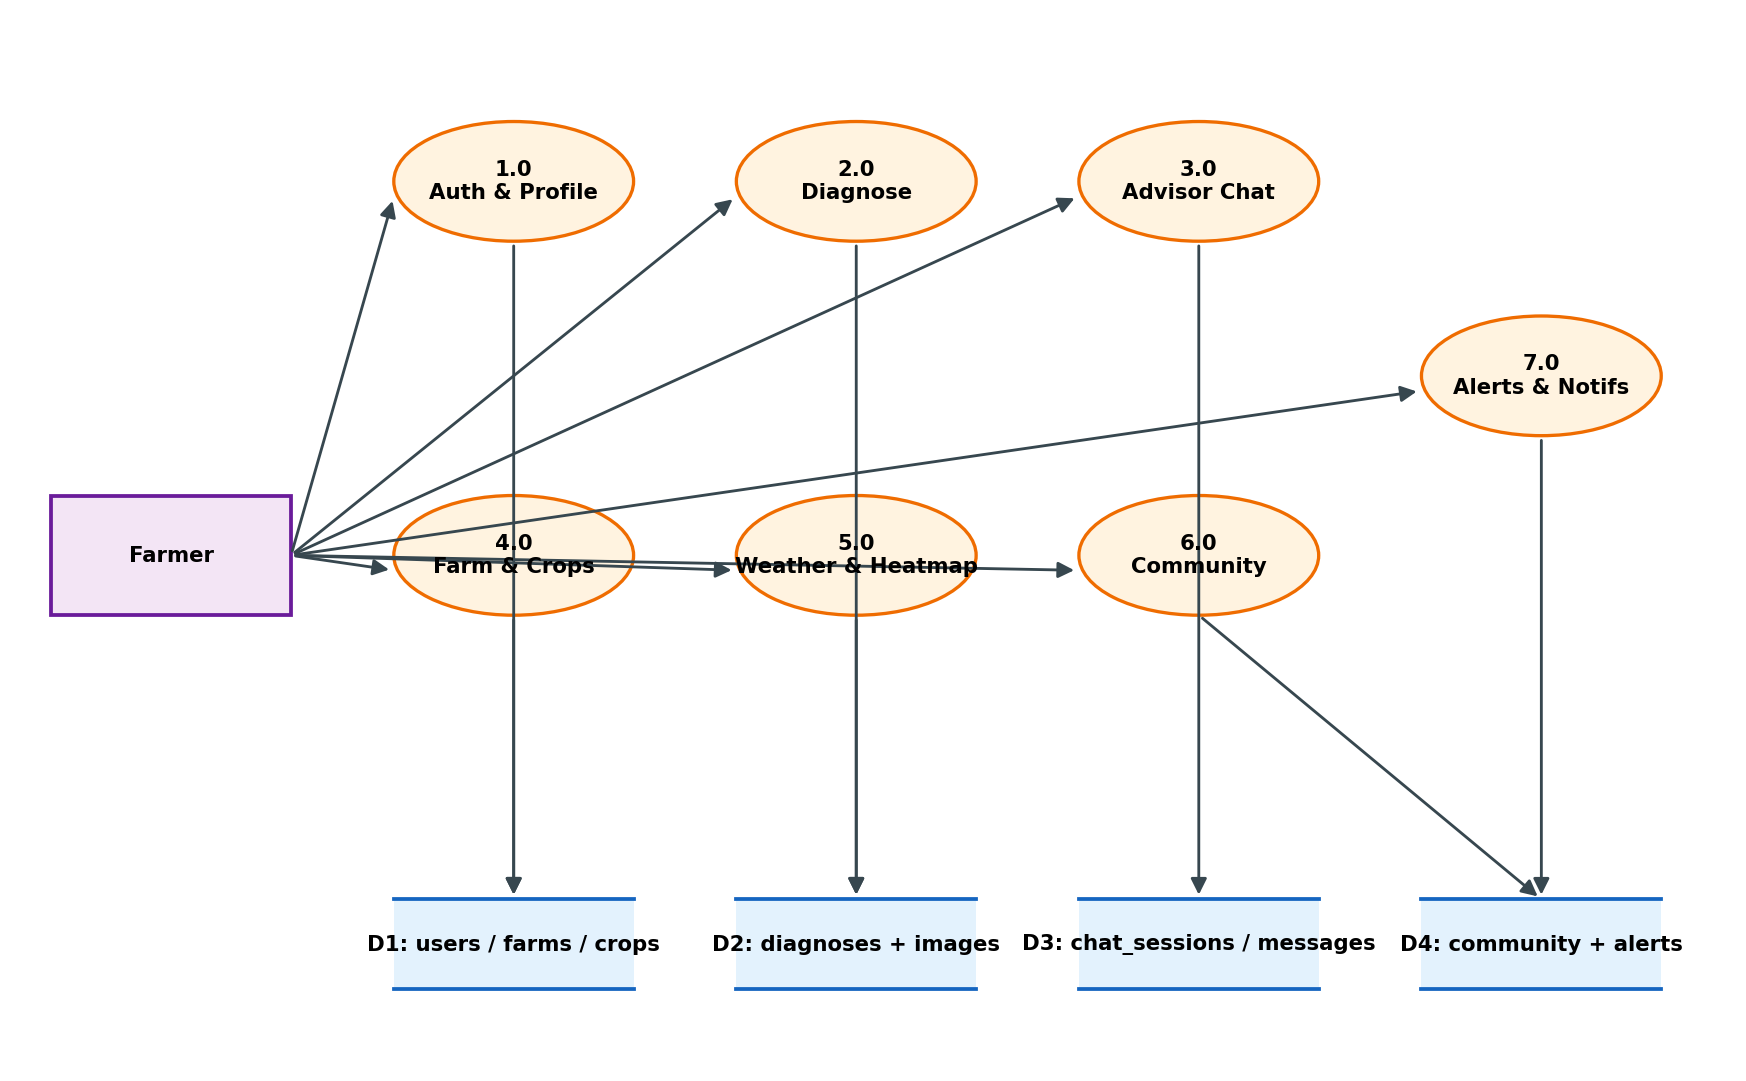 1.0
Auth & Profile
2.0
Diagnose
3.0
Advisor Chat
7.0
Alerts & Notifs
Farmer
4.0
Farm & Crops
5.0
Weather & Heatmap
6.0
Community
D1: users / farms / crops
D2: diagnoses + images
D3: chat_sessions / messages
D4: community + alerts